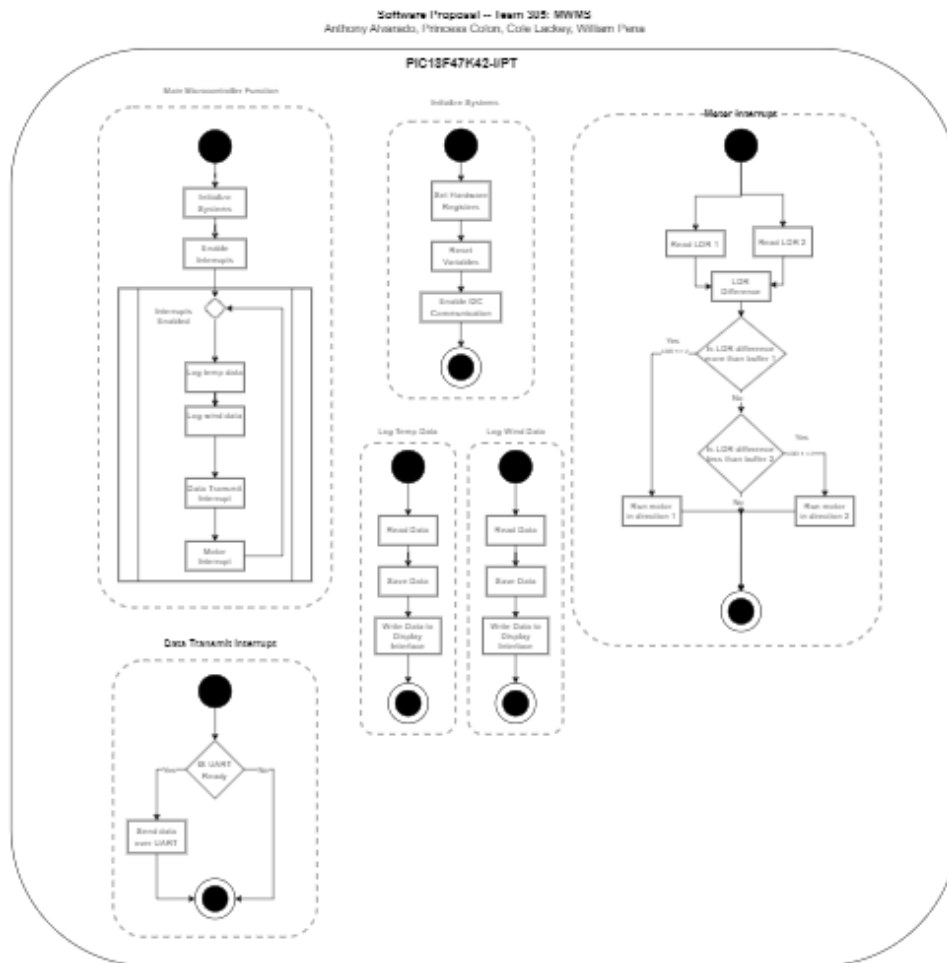 Software Proposal -- Team 305: MWMS
Anthony Alvarado, Princess Colon, Cole Lackey, William Pena
PIC18F47K42-I/PT
Main Microcontroller Function
Initialize
Systems
Enable
Interrupts
Interrupts
Enabled
Log temp data
Log wind data
Data Transmit
Interrupt
Motor
Interrupt
Initialize Systems
Set Hardware
Registers
Reset
Variables
Enable I2C
Communication
Motor Interrupt
Read LDR 1
Read LDR 2
LDR
Difference
Is LDR difference
more than buffer 1
Yes
No
Is LDR difference
less than buffer 2
Yes
No
Run motor
in direction 1
Run motor
in direction 2
Log Temp Data
Read Data
Save Data
Write Data to
Display
Interface
Log Wind Data
Read Data
Save Data
Write Data to
Display
Interface
Data Transmit Interrupt
UART
Ready
Yes
No
Send data
over UART